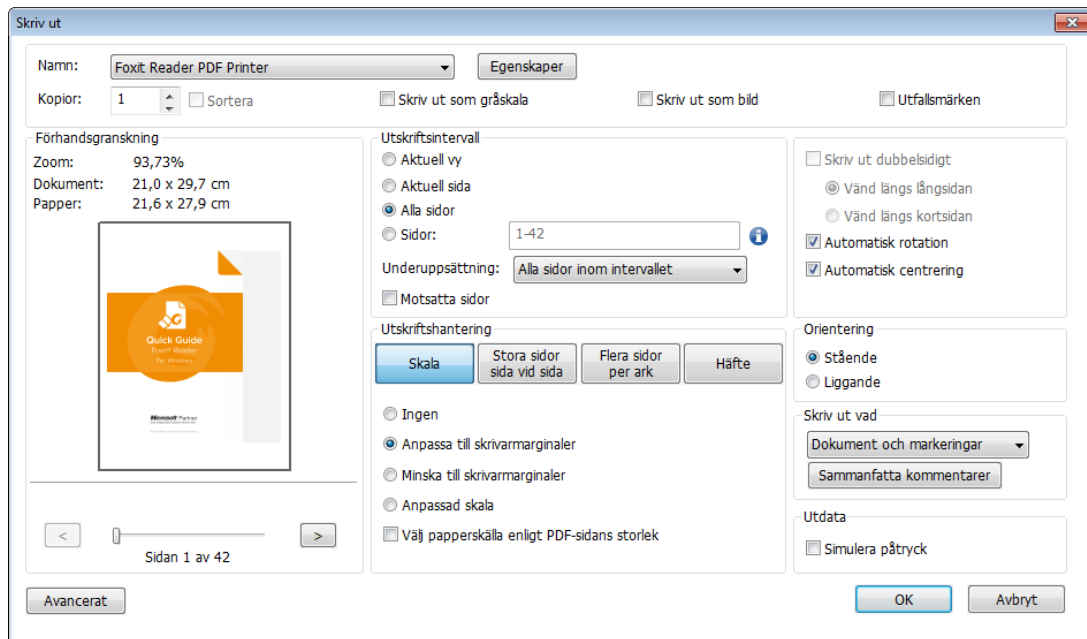 Skriv ut
Namn:
Foxit Reader PDF Printer
Egenskaper
Kopior:
1
Sortera
Skriv ut som gråskala
Skriv ut som bild
Utfallsmärken
Förhandsgranskning
Zoom: 93,73%
Dokument: 21,0 x 29,7 cm
Papper: 21,6 x 27,9 cm
Quick Guide
Foxit® Reader
For Windows
Microsoft Partner
<
>
Sidan 1 av 42
Utskriftsintervall
Aktuell vy
Aktuell sida
Alla sidor
Sidor:
1-42
Underuppsättning:
Alla sidor inom intervallet
Motsatta sidor
Utskriftshantering
Skala
Stora sidor
sida vid sida
Flera sidor
per ark
Häfte
Ingen
Anpassa till skrivarmarginaler
Minska till skrivarmarginaler
Anpassad skala
Välj papperskälla enligt PDF-sidans storlek
Skriv ut dubbelsidigt
Vänd längs långsidan
Vänd längs kortsidan
Automatisk rotation
Automatisk centrering
Orientering
Stående
Liggande
Skriv ut vad
Dokument och markeringar
Sammanfatta kommentarer
Utdata
Simulera påtryck
Avancerat
OK
Avbryt